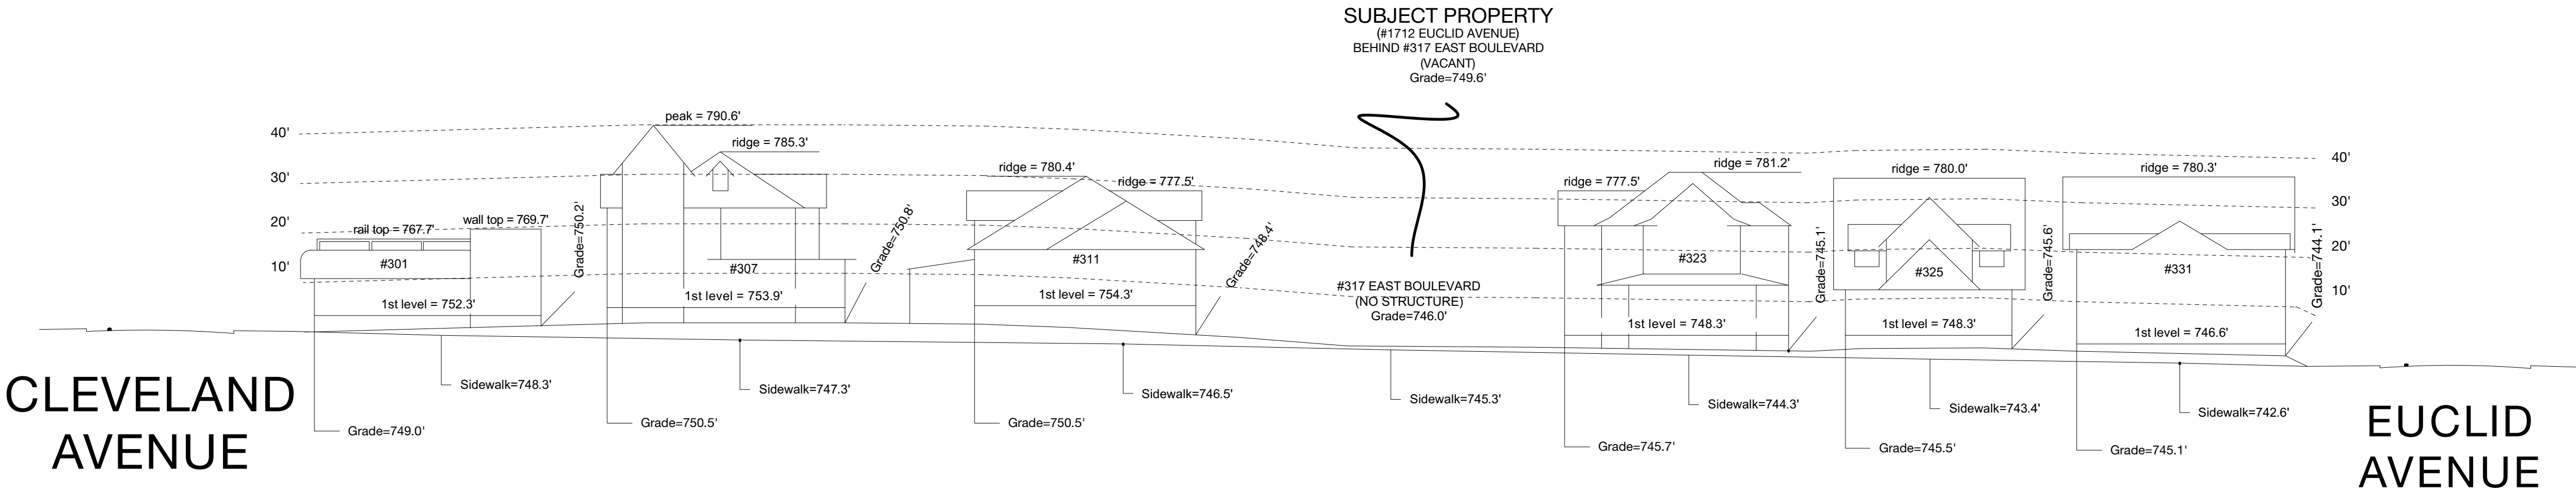 SUBJECT PROPERTY
(#1712 EUCLID AVENUE)
BEHIND #317 EAST BOULEVARD
(VACANT)
Grade=749.6'
40'
30'
20'
10'
rail top = 767.7'
wall top = 769.7'
#301
1st level = 752.3'
Grade=750.2'
peak = 790.6'
ridge = 785.3'
#307
1st level = 753.9'
Grade=750.8'
ridge = 780.4'
ridge = 777.5'
#311
1st level = 754.3'
Grade=748.4'
#317 EAST BOULEVARD
(NO STRUCTURE)
Grade=746.0'
ridge = 777.5'
ridge = 781.2'
#323
1st level = 748.3'
Grade=745.1'
ridge = 780.0'
#325
1st level = 748.3'
Grade=745.6'
ridge = 780.3'
#331
1st level = 746.6'
Grade=744.1'
40'
30'
20'
10'
CLEVELAND
AVENUE
Sidewalk=748.3'
Sidewalk=747.3'
Sidewalk=746.5'
Sidewalk=745.3'
Sidewalk=744.3'
Sidewalk=743.4'
Sidewalk=742.6'
Grade=749.0'
Grade=750.5'
Grade=750.5'
Grade=745.7'
Grade=745.5'
Grade=745.1'
EUCLID
AVENUE